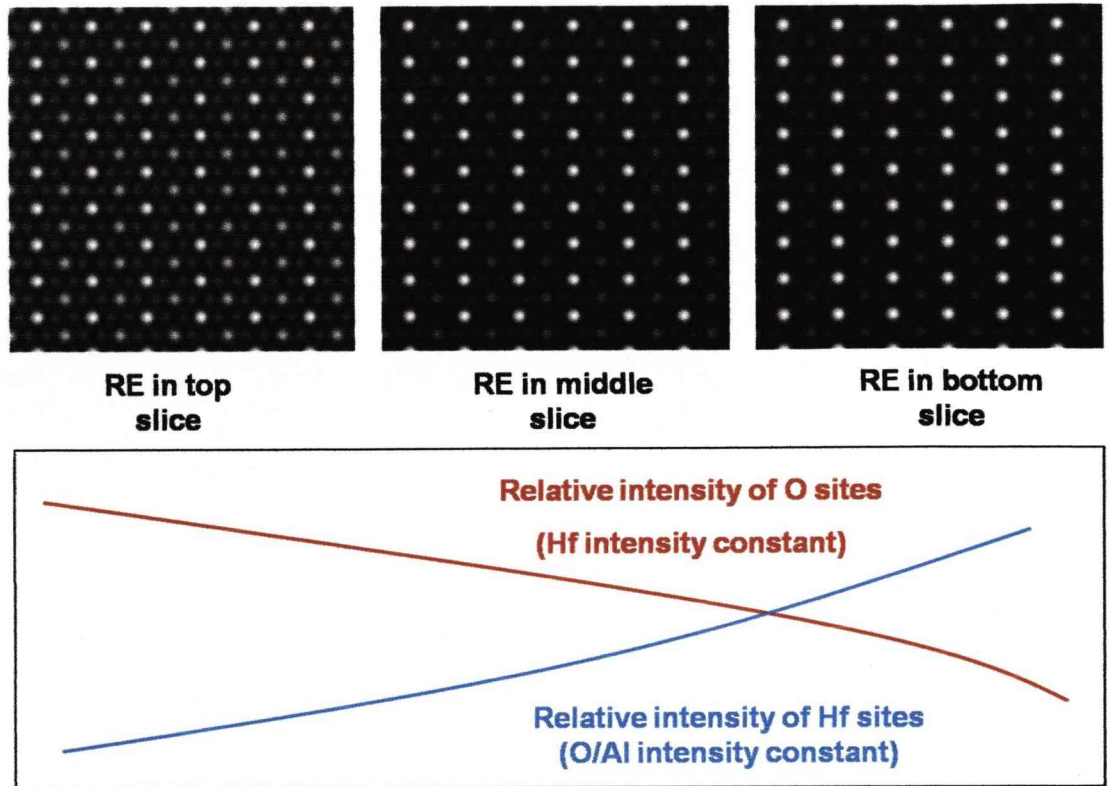 RE in top
slice
RE in middle
slice
RE in bottom
slice
Relative intensity of O sites
(Hf intensity constant)
Relative intensity of Hf sites
(O/Al intensity constant)